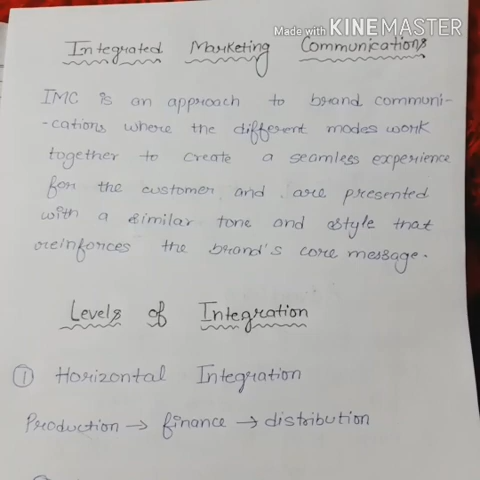 Made with KINEMASTER
Integrated Marketing Communications
IMC is an approach to brand communi-
-cations where the different modes work
together to create a seamless experience
for the customer and are presented
with a similar tone and style that
reinforces the brand's core message.
Levels of Integration
① Horizontal Integration
Production → finance → distribution